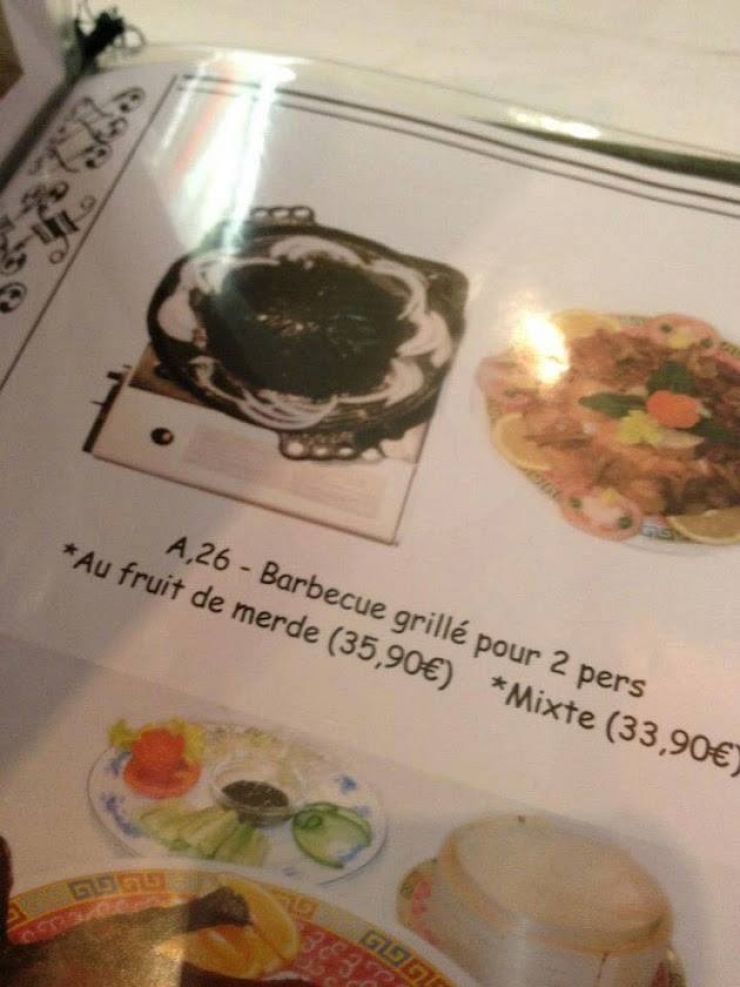 A,26 - Barbecue grillé pour 2 pers
*Au fruit de merde (35,90€) *Mixte (33,90€)